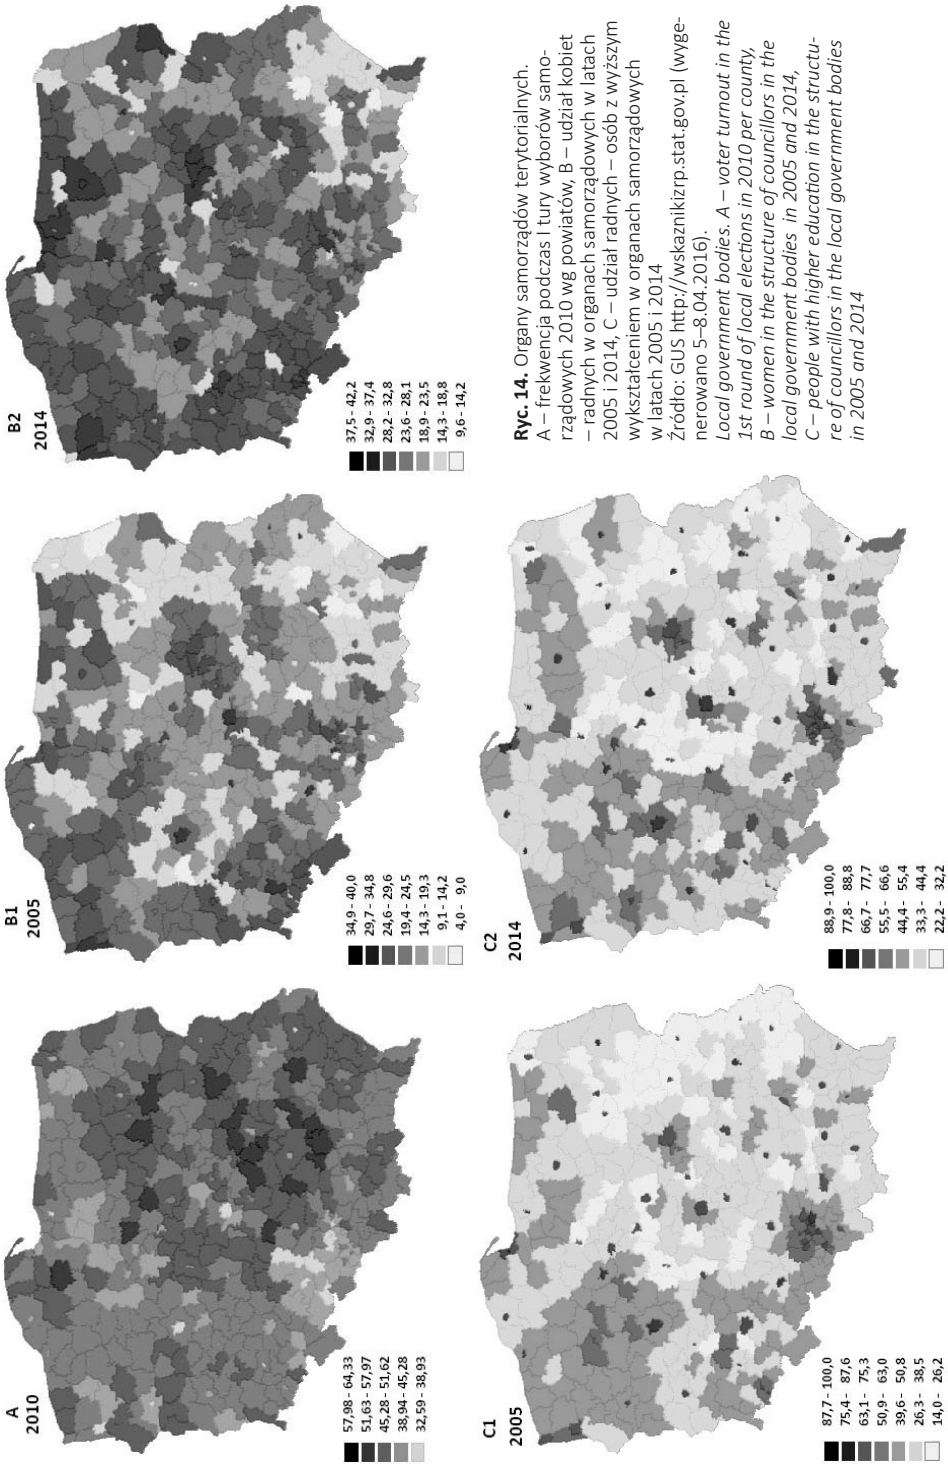 A
2010
57,98 - 64,33
51,63 - 57,97
45,28 - 51,62
38,94 - 45,28
32,59 - 38,93
B1
2005
34,9 - 40,0
29,7 - 34,8
24,6 - 29,6
19,4 - 24,5
14,3 - 19,3
9,1 - 14,2
4,0 - 9,0
B2
2014
37,5 - 42,2
32,9 - 37,4
28,2 - 32,8
23,6 - 28,1
18,9 - 23,5
14,3 - 18,8
9,6 - 14,2
C1
2005
87,7 - 100,0
75,4 - 87,6
63,1 - 75,3
50,9 - 63,0
39,6 - 50,8
26,3 - 38,5
14,0 - 26,2
C2
2014
88,9 - 100,0
77,8 - 88,8
66,7 - 77,7
55,5 - 66,6
44,4 - 55,4
33,3 - 44,4
22,2 - 32,2
Ryc. 14. Organy samorządów terytorialnych.
A – frekwencja podczas I tury wyborów samo-
rządowych 2010 wg powiatów, B – udział kobiet
– radnych w organach samorządowych w latach
2005 i 2014, C – udział radnych – osób z wyższym
wykształceniem w organach samorządowych
w latach 2005 i 2014
Źródło: GUS http://wskaznikizrp.stat.gov.pl (wyge-
nerowano 5–8.04.2016).
Local government bodies. A – voter turnout in the
1st round of local elections in 2010 per county,
B – women in the structure of councillors in the
local government bodies in 2005 and 2014,
C – people with higher education in the structu-
re of councillors in the local government bodies
in 2005 and 2014